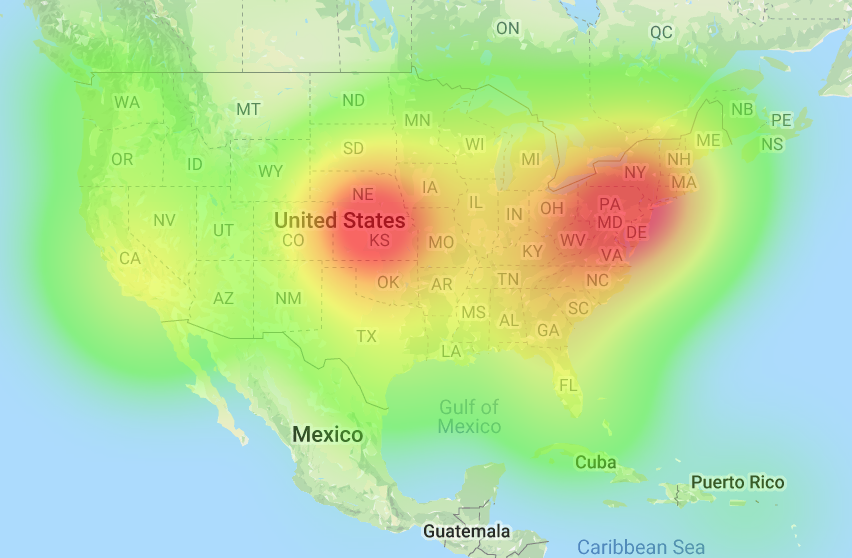 ON
QC
WA
MT
ND
MN
NB
PE
OR
ID
WY
SD
WI
MI
ME
NS
NH
NY
MA
NE
IA
IL
IN
OH
PA
MD
DE
NV
UT
United States
CO
KS
MO
KY
WV
VA
CA
AZ
NM
OK
AR
TN
NC
SC
MS
AL
GA
TX
LA
FL
Gulf of
Mexico
Mexico
Cuba
Puerto Rico
Guatemala
Caribbean Sea